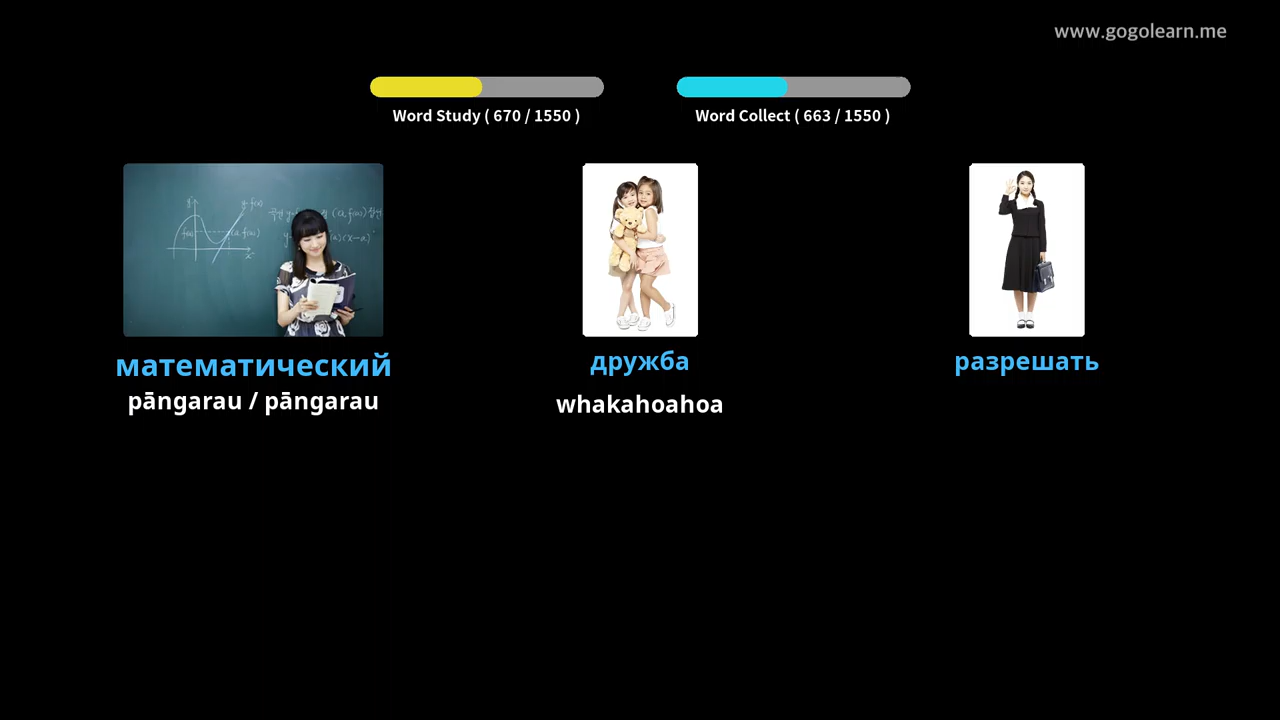 www.gogolearn.me
Word Study ( 670 / 1550 )
Word Collect ( 663 / 1550 )
математический
pāngarau / pāngarau
дружба
whakahoahoa
разрешать